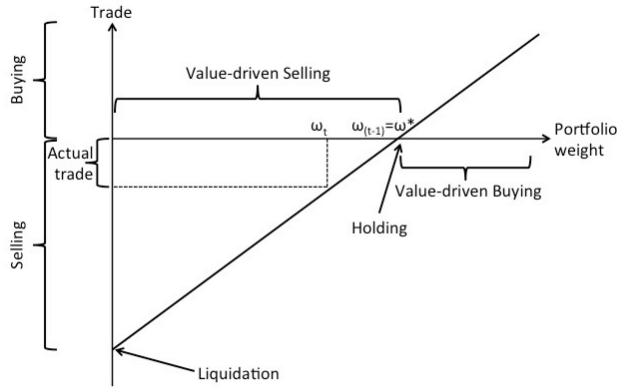 Trade
Buying
Value-driven Selling
ωt
ω(t-1)=ω*
Portfolio
weight
Actual
trade
Value-driven Buying
Holding
Selling
Liquidation